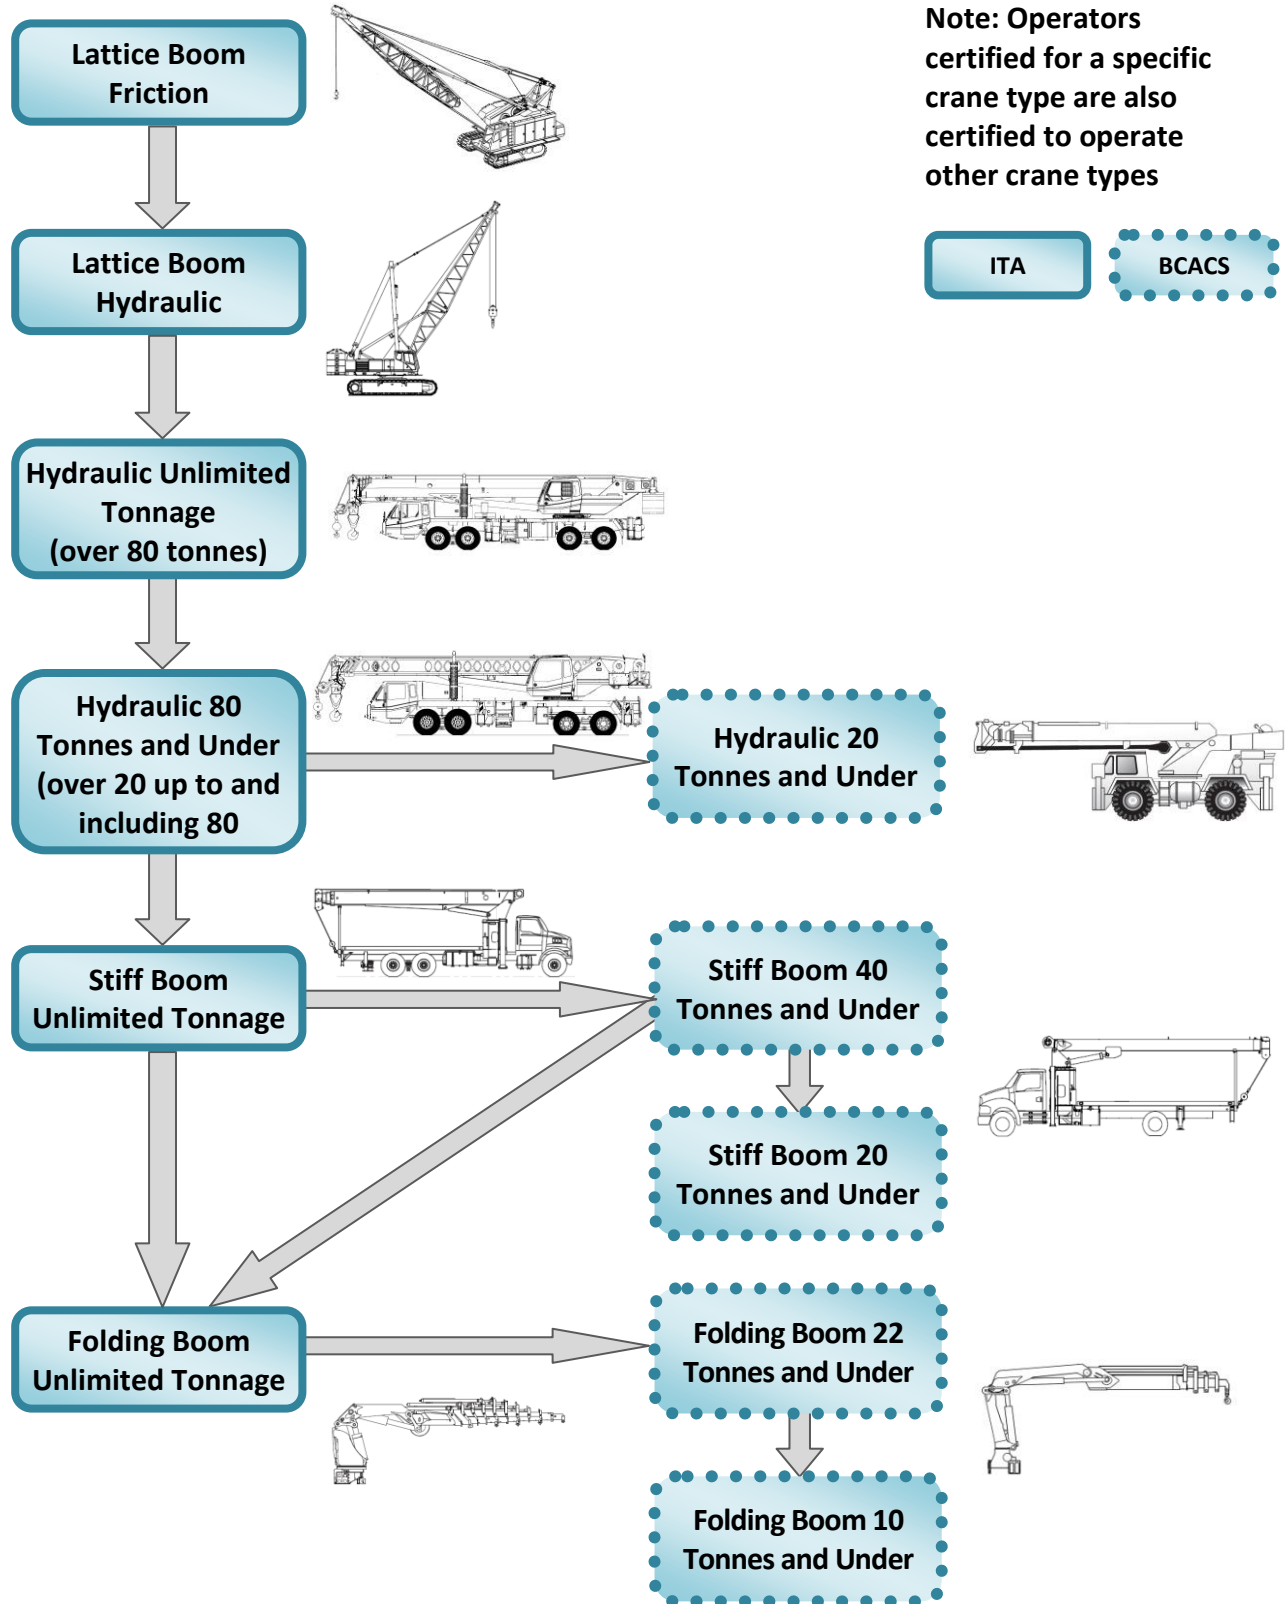 Lattice Boom
Friction
Note: Operators
certified for a specific
crane type are also
certified to operate
other crane types
ITA
BCACS
Lattice Boom
Hydraulic
Hydraulic Unlimited
Tonnage
(over 80 tonnes)
Hydraulic 80
Tonnes and Under
(over 20 up to and
including 80
Hydraulic 20
Tonnes and Under
Stiff Boom
Unlimited Tonnage
Stiff Boom 40
Tonnes and Under
Stiff Boom 20
Tonnes and Under
Folding Boom
Unlimited Tonnage
Folding Boom 22
Tonnes and Under
Folding Boom 10
Tonnes and Under